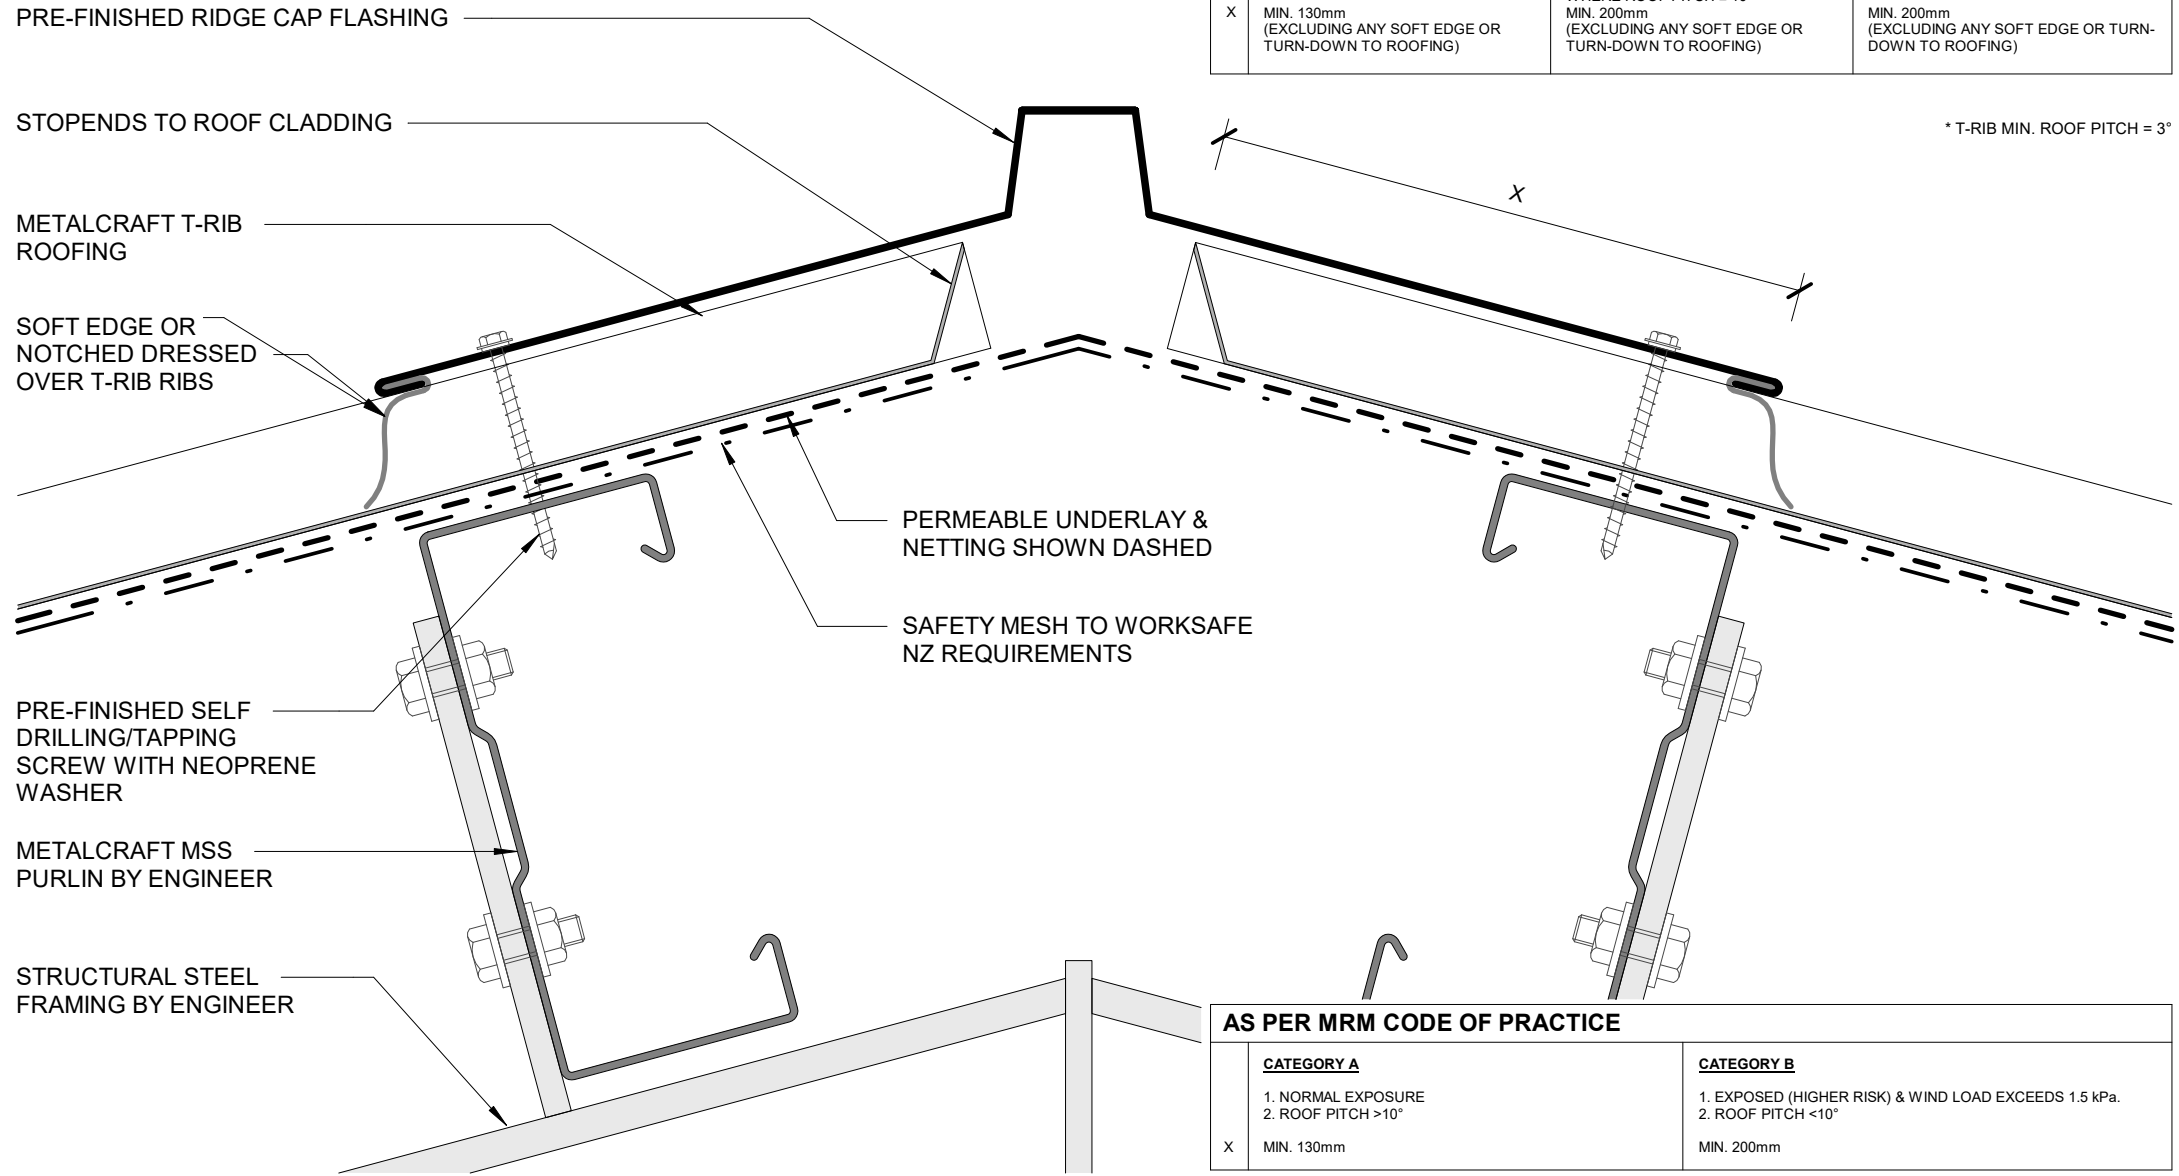 PRE-FINISHED RIDGE CAP FLASHING
STOPENDS TO ROOF CLADDING
METALCRAFT T-RIB
ROOFING
SOFT EDGE OR
NOTCHED DRESSED
OVER T-RIB RIBS
PRE-FINISHED SELF
DRILLING/TAPPING
SCREW WITH NEOPRENE
WASHER
METALCRAFT MSS
PURLIN BY ENGINEER
STRUCTURAL STEEL
FRAMING BY ENGINEER
PERMEABLE UNDERLAY &
NETTING SHOWN DASHED
SAFETY MESH TO WORKSAFE
NZ REQUIREMENTS
X
MIN. 130mm
(EXCLUDING ANY SOFT EDGE OR
TURN-DOWN TO ROOFING)
MIN. 200mm
(EXCLUDING ANY SOFT EDGE OR
TURN-DOWN TO ROOFING)
MIN. 200mm
(EXCLUDING ANY SOFT EDGE OR TURN-
DOWN TO ROOFING)
* T-RIB MIN. ROOF PITCH = 3°
X
AS PER MRM CODE OF PRACTICE
CATEGORY A
1. NORMAL EXPOSURE
2. ROOF PITCH >10°
X MIN. 130mm
CATEGORY B
1. EXPOSED (HIGHER RISK) & WIND LOAD EXCEEDS 1.5 kPa.
2. ROOF PITCH <10°
MIN. 200mm